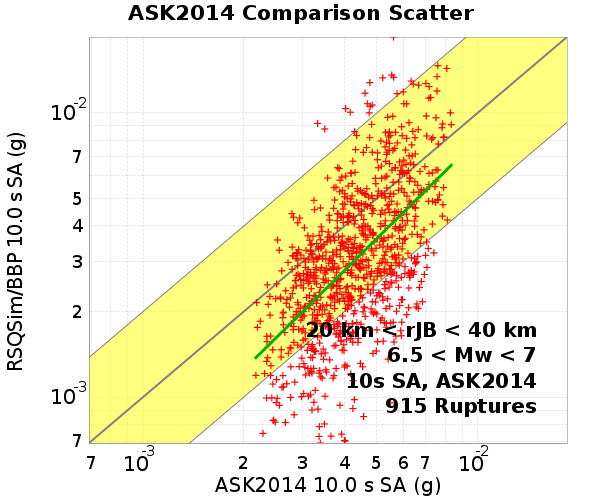 ASK2014 Comparison Scatter
RSQSim/BBP 10.0 s SA (g)
10^-2
7
5
4
3
2
10^-3
7
20 km < rJB < 40 km
6.5 < Mw < 7
10s SA, ASK2014
915 Ruptures
7 10^-3 2 3 4 5 6 7 10^-2
ASK2014 10.0 s SA (g)